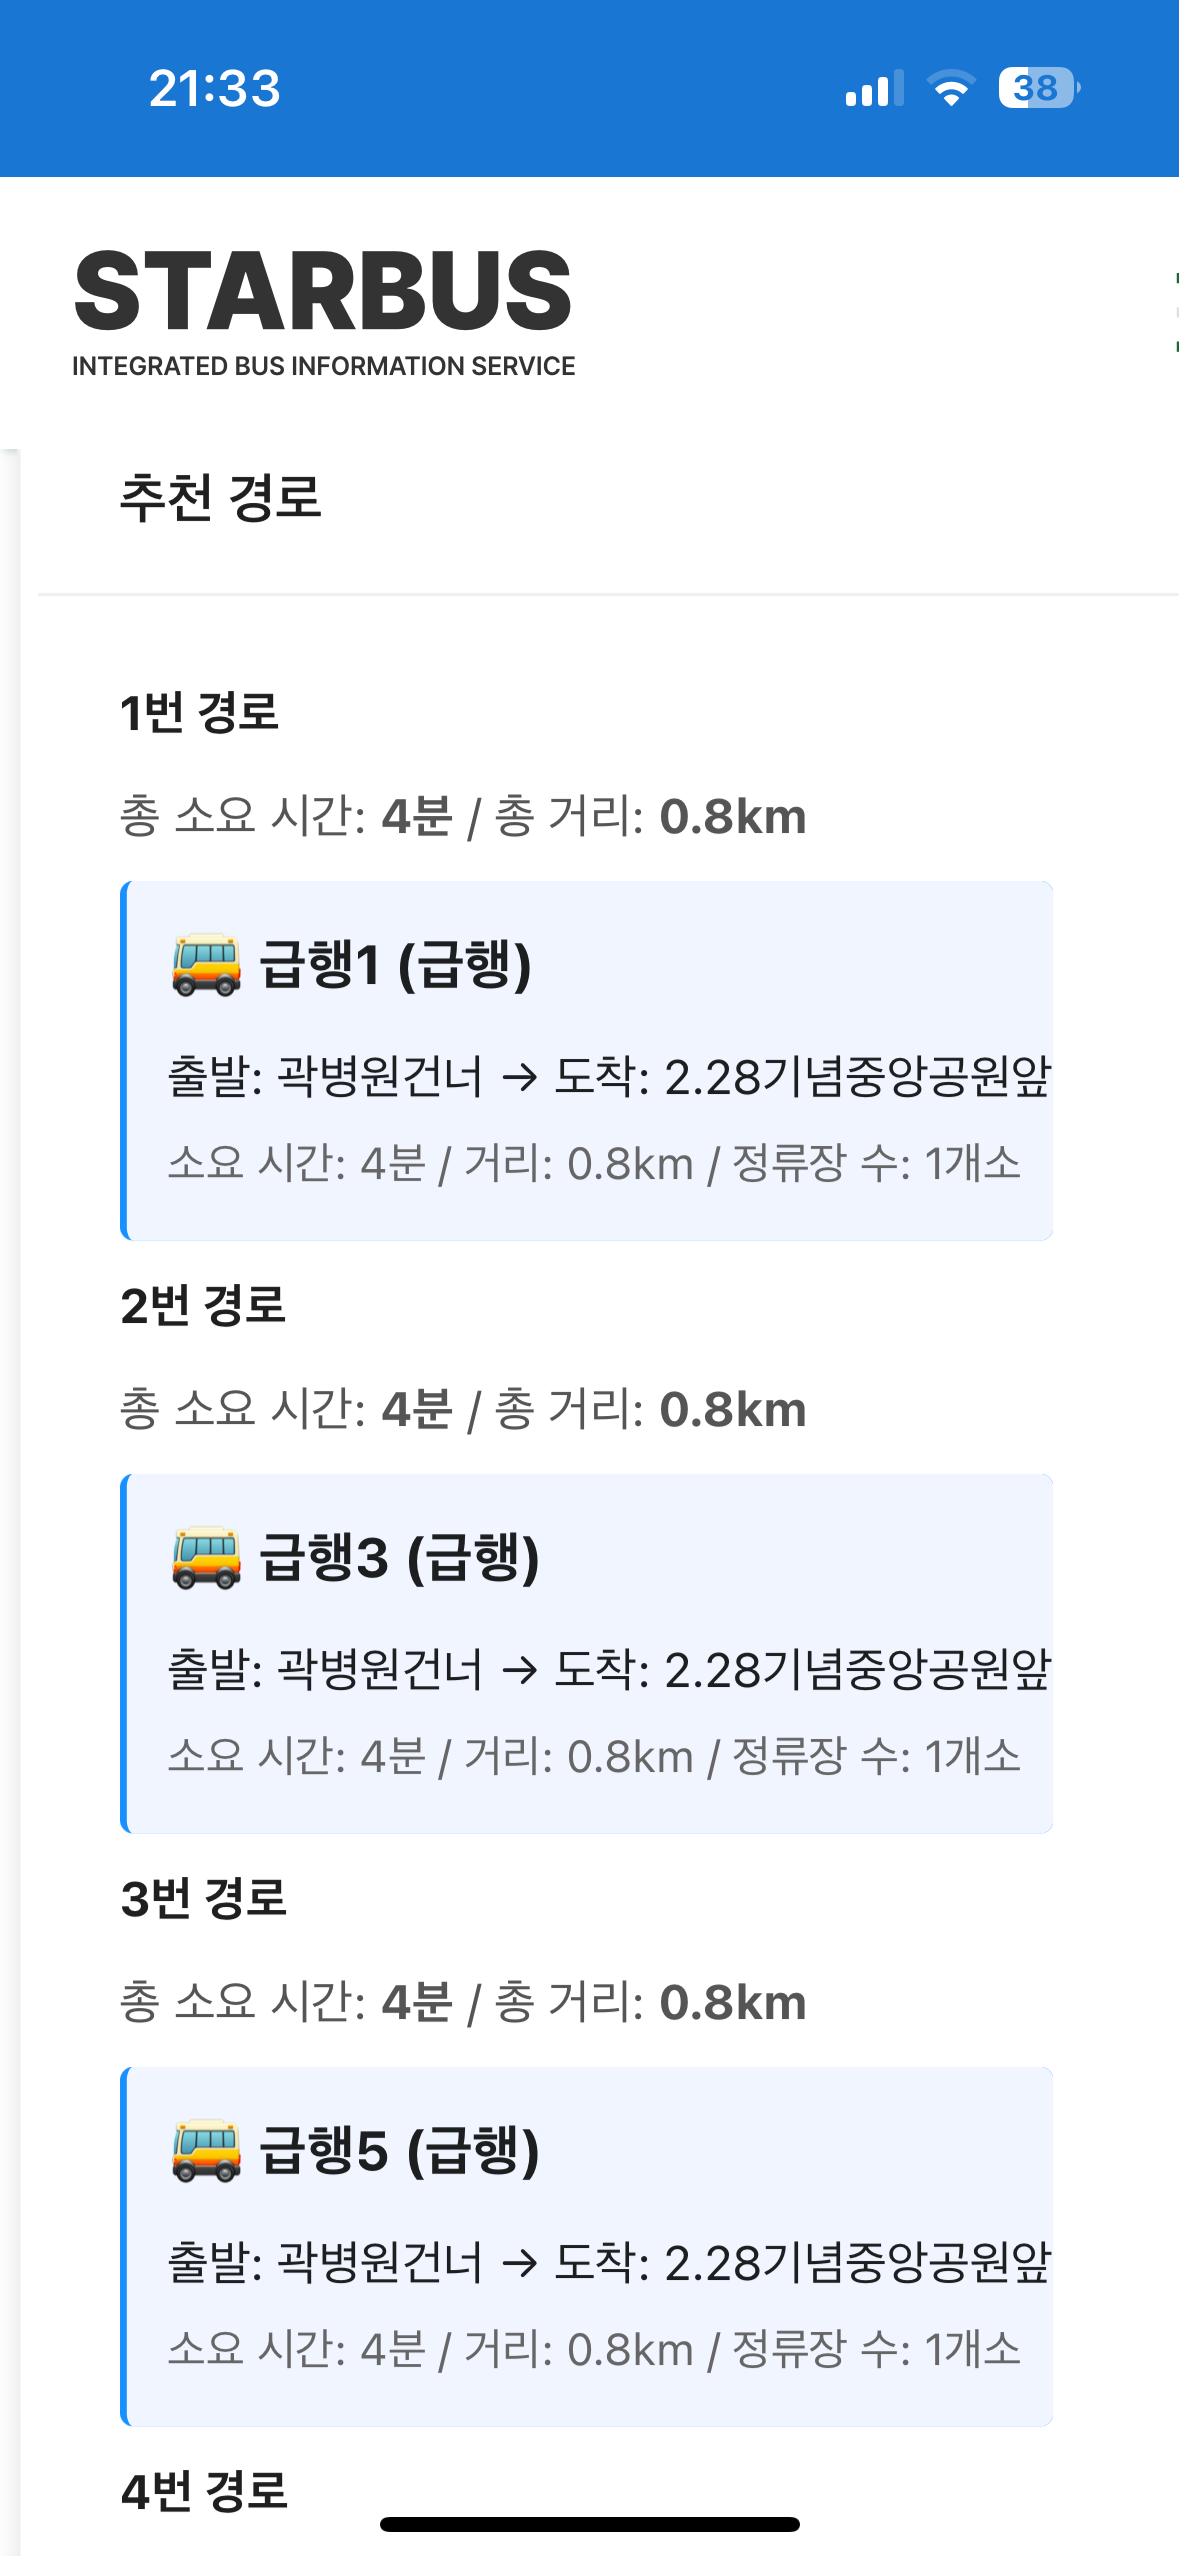 21:33
38
STARBUS
INTEGRATED BUS INFORMATION SERVICE
추천 경로
1번 경로
총 소요 시간: 4분 / 총 거리: 0.8km
급행1 (급행)
출발: 곽병원건너 → 도착: 2.28기념중앙공원앞
소요 시간: 4분 / 거리: 0.8km / 정류장 수: 1개소
2번 경로
총 소요 시간: 4분 / 총 거리: 0.8km
급행3 (급행)
출발: 곽병원건너 → 도착: 2.28기념중앙공원앞
소요 시간: 4분 / 거리: 0.8km / 정류장 수: 1개소
3번 경로
총 소요 시간: 4분 / 총 거리: 0.8km
급행5 (급행)
출발: 곽병원건너 → 도착: 2.28기념중앙공원앞
소요 시간: 4분 / 거리: 0.8km / 정류장 수: 1개소
4번 경로